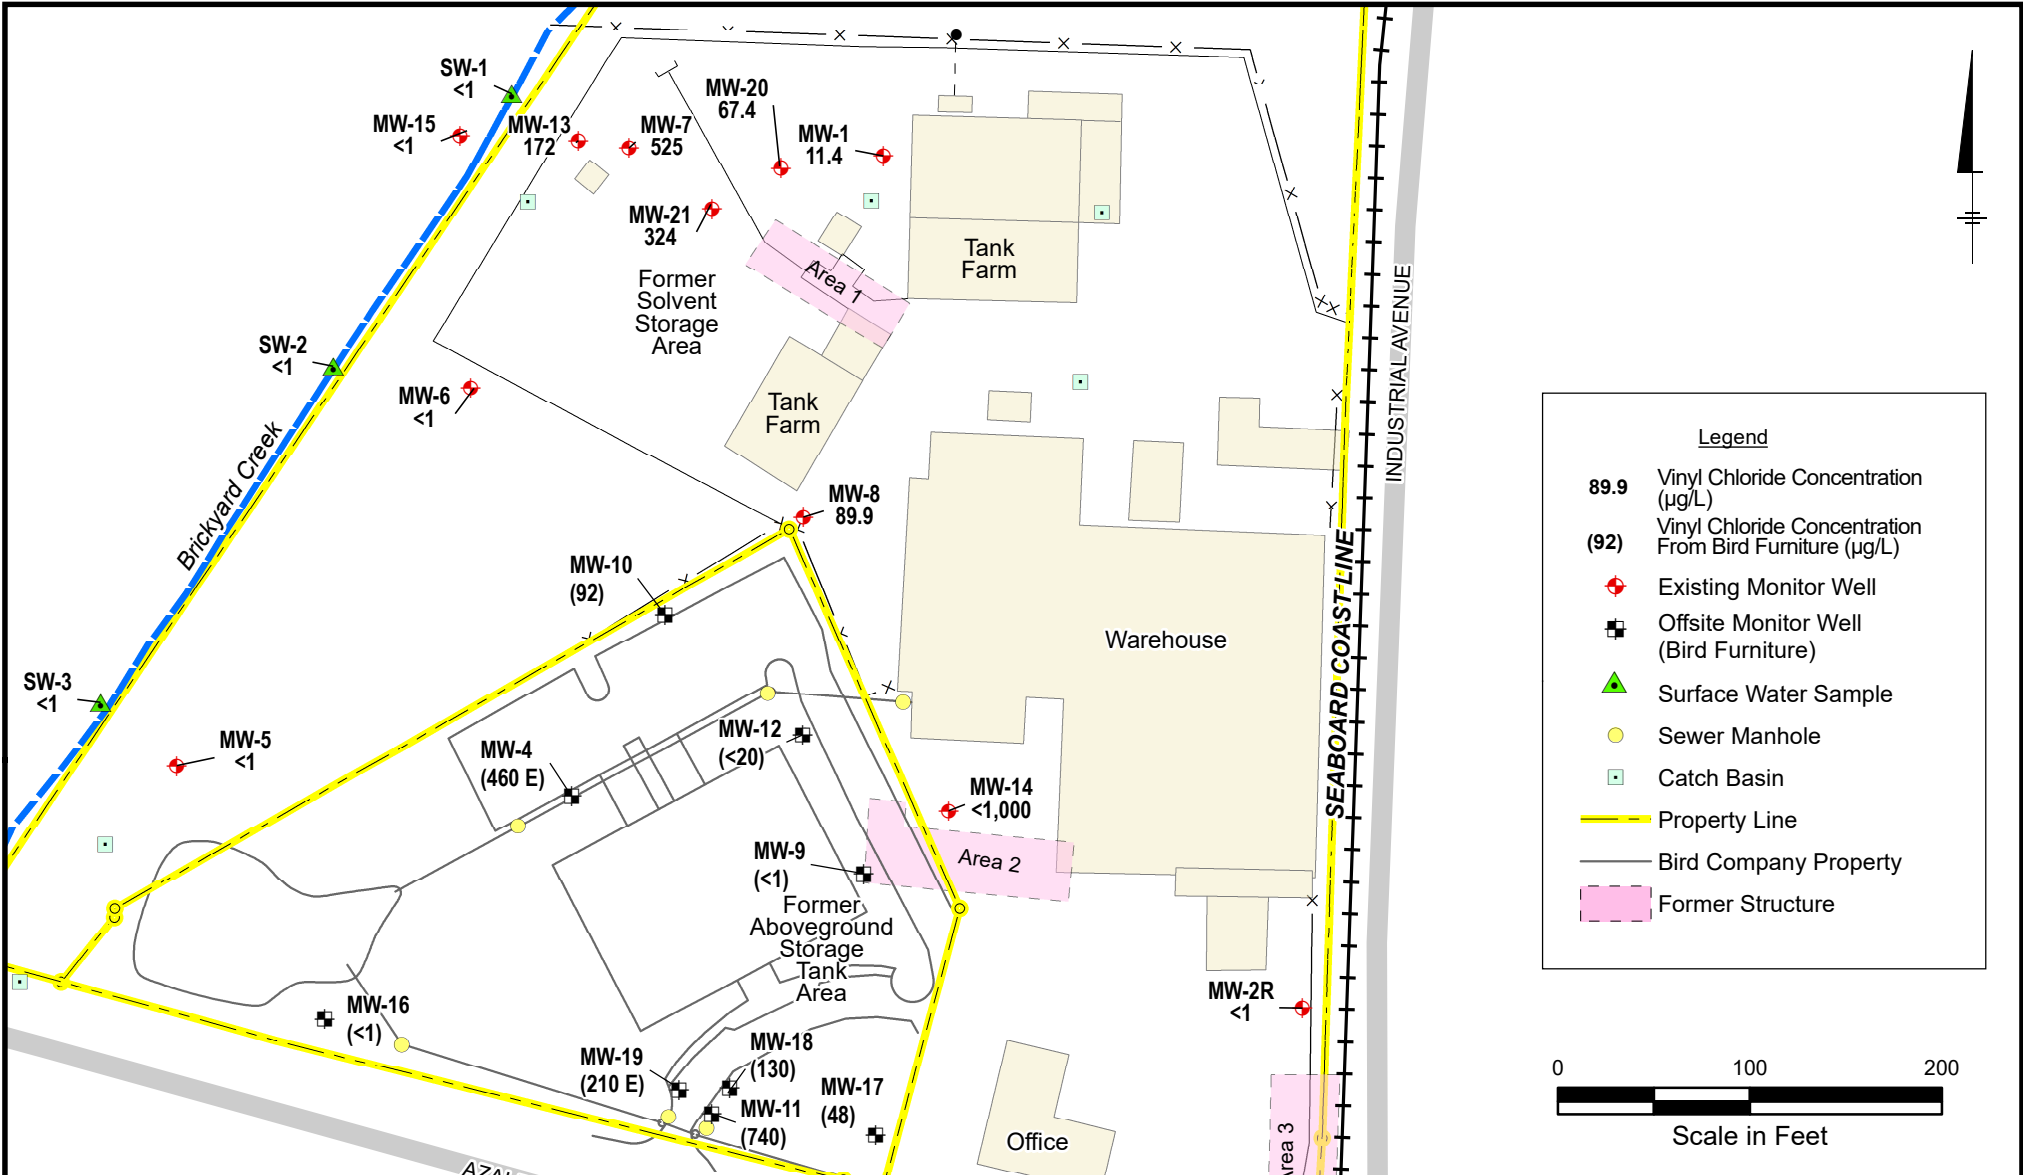 SW-1
<1
MW-15
<1
MW-13
172
MW-7
525
MW-20
67.4
MW-1
11.4
MW-21
324
Former
Solvent
Storage
Area
Area 1
Tank
Farm
SW-2
<1
MW-6
<1
Tank
Farm
Brickyard Creek
MW-8
89.9
MW-10
(92)
Warehouse
INDUSTRIAL AVENUE
SEABOARD COAST LINE
SW-3
<1
MW-5
<1
MW-4
(460 E)
MW-12
(<20)
MW-14
<1,000
MW-9
(<1)
Area 2
Former
Aboveground
Storage
Tank
Area
MW-16
(<1)
MW-19
(210 E)
MW-18
(130)
MW-11
(740)
MW-17
(48)
MW-2R
<1
Office
Legend
89.9 Vinyl Chloride Concentration
(µg/L)
(92) Vinyl Chloride Concentration
From Bird Furniture (µg/L)
Existing Monitor Well
Offsite Monitor Well
(Bird Furniture)
Surface Water Sample
Sewer Manhole
Catch Basin
Property Line
Bird Company Property
Former Structure
0 100 200
Scale in Feet